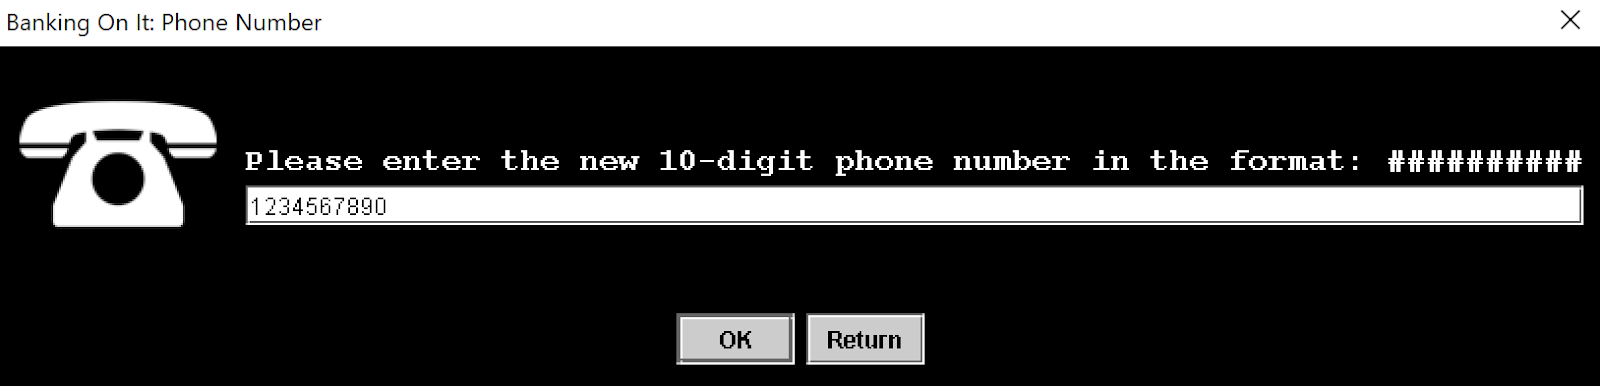 Banking On It: Phone Number
Please enter the new 10-digit phone number in the format: ##########
1234567890
OK
Return